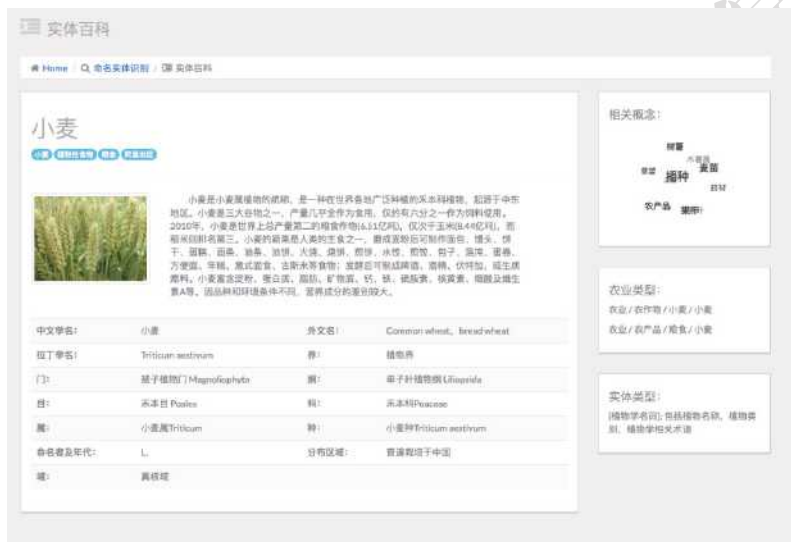 实体百科
Home Q 命名实体识别 / 实体百科
小麦
小麦 植物性食物 粮食
小麦是小麦属植物的统称，是一种在世界各地广泛种植的禾本科植物，起源于中东
地区。小麦是三大谷物之一，产量几乎全作为食用，仅约有六分之一作为饲料使用。
2010年，小麦是世界上总产量第二的粮食作物(6.51亿吨)，仅次于玉米(8.44亿吨)，而
稻米则排名第三。小麦的颖果是人类的主食之一，磨成面粉后可制作面包、馒头、饼
干、蛋糕、面条、油条、油饼、火烧、烧饼、煎饼、水饺、煎饺、包子、馄饨、蛋卷、
方便面、年糕、意式面食、古斯米等食物；发酵后可制成啤酒、酒精、伏特加，或生质
燃料。小麦富含淀粉、蛋白质、脂肪、矿物质、钙、铁、硫胺素、核黄素、烟酸及维生
素A等。因品种和环境条件不同，营养成分的差别较大。
中文学名： 小麦 外文名： Common wheat，bread wheat
拉丁学名： Triticum aestivum 界： 植物界
门： 被子植物门 Magnoliophyta 纲： 单子叶植物纲 Liliopsida
目： 禾本目 Poales 科： 禾本科Poaceae
属： 小麦属Triticum 种： 小麦种Triticum aestivum
命名者及年代： L. 分布区域： 普遍栽培于中国
域： 真核域
相关概念：
树薯
麦苗
播种
农产品
农业类型：
农业 / 农作物 / 小麦 / 小麦
农业 / 农产品 / 粮食 / 小麦
实体类型：
[植物学名词]; 包括植物名称，植物类
别，植物学相关术语